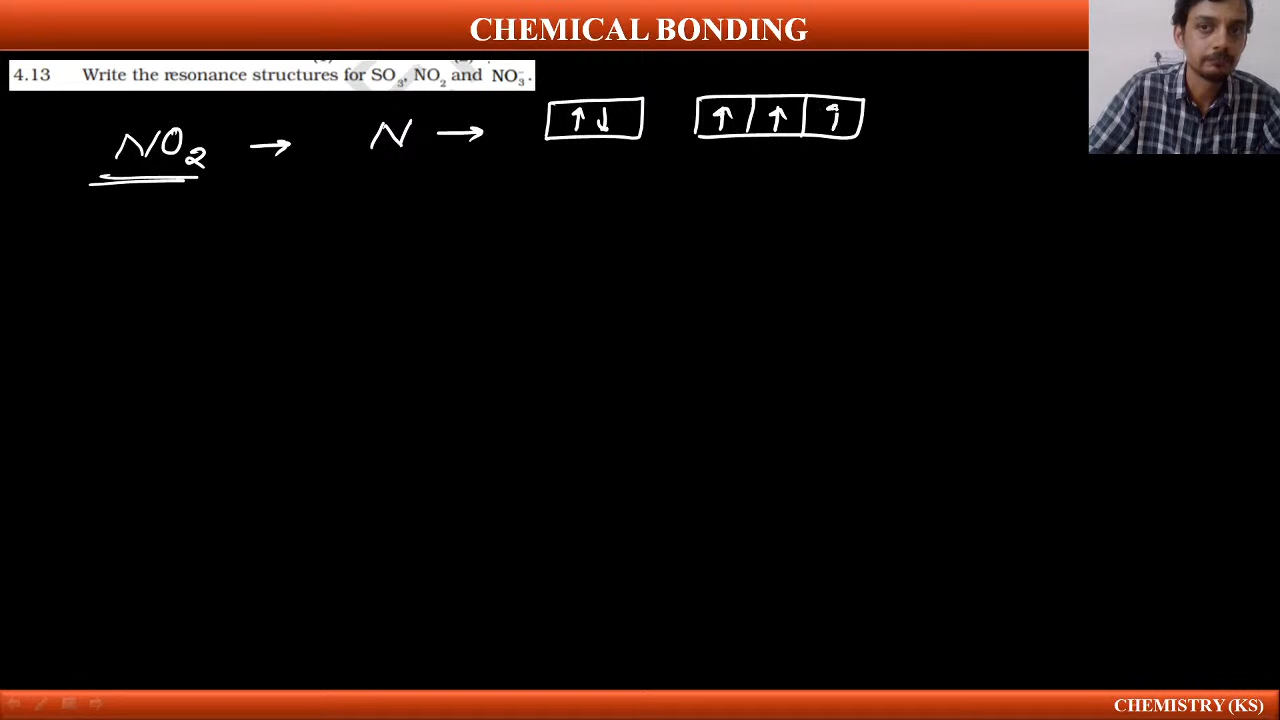 CHEMICAL BONDING
4.13 Write the resonance structures for SO₃, NO₂ and NO₃⁻.
NO₂ → N → ↑↓ ↑ ↑ ↑
CHEMISTRY (KS)